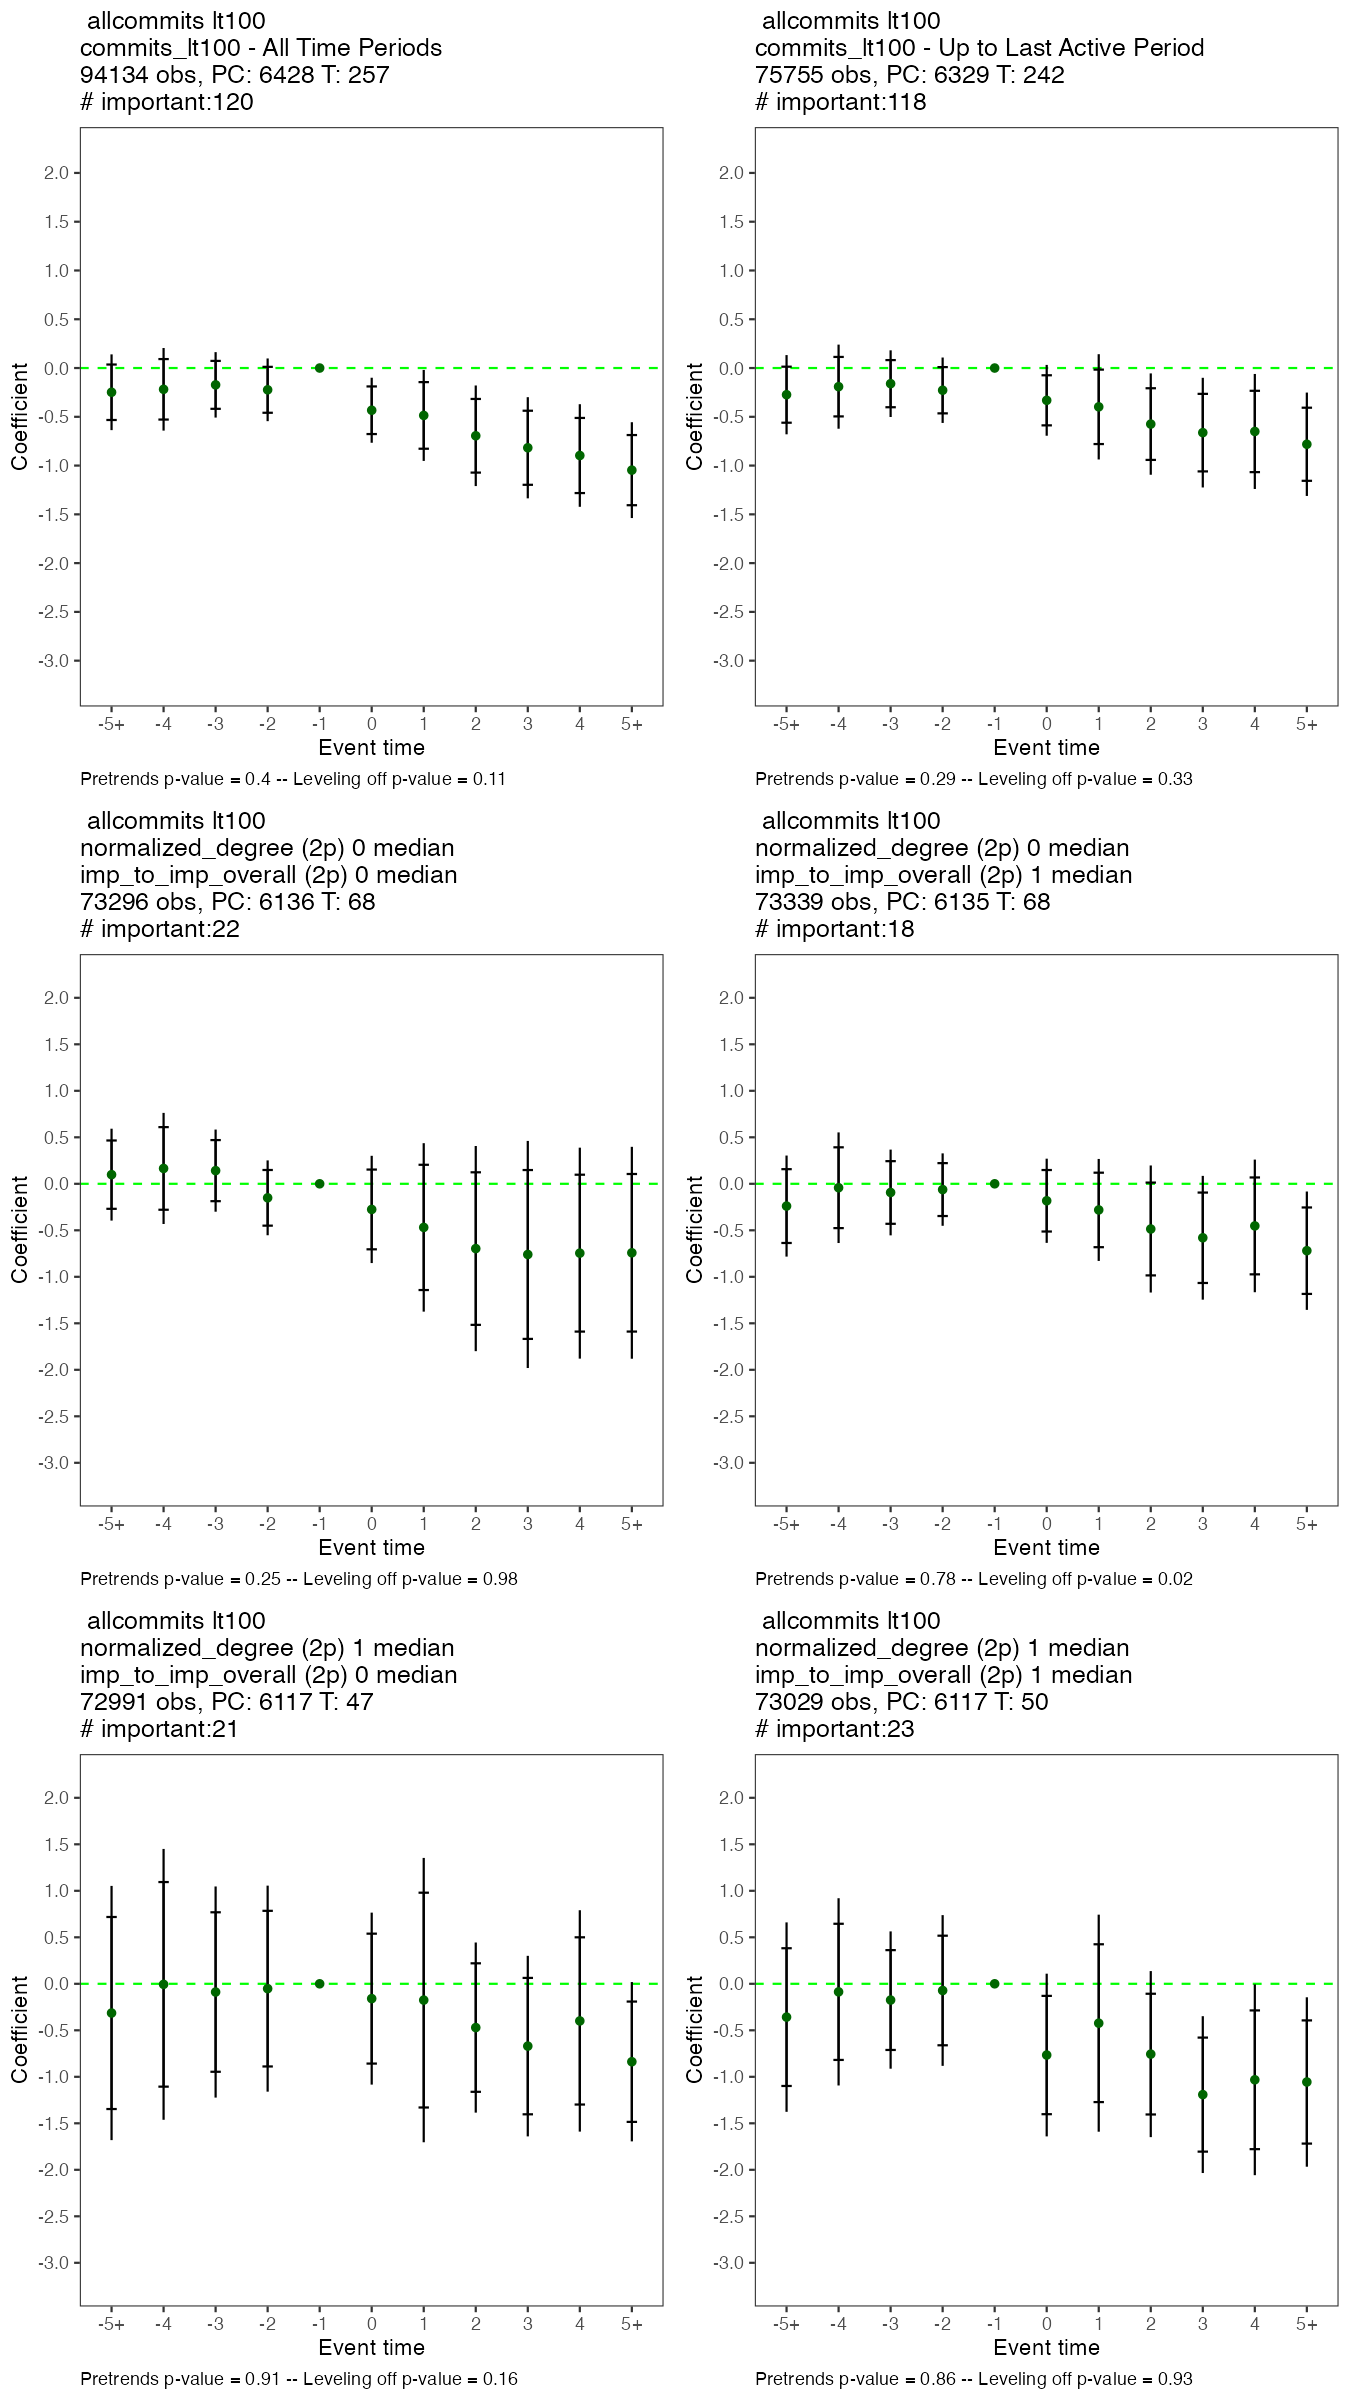 allcommits lt100
commits_lt100 - All Time Periods
94134 obs, PC: 6428 T: 257
# important:120
2.0
1.5
1.0
0.5
0.0
-0.5
-1.0
-1.5
-2.0
-2.5
-3.0
Coefficient
-5+ -4 -3 -2 -1 0 1 2 3 4 5+
Event time
Pretrends p-value = 0.4 -- Leveling off p-value = 0.11
allcommits lt100
commits_lt100 - Up to Last Active Period
75755 obs, PC: 6329 T: 242
# important:118
2.0
1.5
1.0
0.5
0.0
-0.5
-1.0
-1.5
-2.0
-2.5
-3.0
Coefficient
-5+ -4 -3 -2 -1 0 1 2 3 4 5+
Event time
Pretrends p-value = 0.29 -- Leveling off p-value = 0.33
allcommits lt100
normalized_degree (2p) 0 median
imp_to_imp_overall (2p) 0 median
73296 obs, PC: 6136 T: 68
# important:22
2.0
1.5
1.0
0.5
0.0
-0.5
-1.0
-1.5
-2.0
-2.5
-3.0
Coefficient
-5+ -4 -3 -2 -1 0 1 2 3 4 5+
Event time
Pretrends p-value = 0.25 -- Leveling off p-value = 0.98
allcommits lt100
normalized_degree (2p) 0 median
imp_to_imp_overall (2p) 1 median
73339 obs, PC: 6135 T: 68
# important:18
2.0
1.5
1.0
0.5
0.0
-0.5
-1.0
-1.5
-2.0
-2.5
-3.0
Coefficient
-5+ -4 -3 -2 -1 0 1 2 3 4 5+
Event time
Pretrends p-value = 0.78 -- Leveling off p-value = 0.02
allcommits lt100
normalized_degree (2p) 1 median
imp_to_imp_overall (2p) 0 median
72991 obs, PC: 6117 T: 47
# important:21
2.0
1.5
1.0
0.5
0.0
-0.5
-1.0
-1.5
-2.0
-2.5
-3.0
Coefficient
-5+ -4 -3 -2 -1 0 1 2 3 4 5+
Event time
Pretrends p-value = 0.91 -- Leveling off p-value = 0.16
allcommits lt100
normalized_degree (2p) 1 median
imp_to_imp_overall (2p) 1 median
73029 obs, PC: 6117 T: 50
# important:23
2.0
1.5
1.0
0.5
0.0
-0.5
-1.0
-1.5
-2.0
-2.5
-3.0
Coefficient
-5+ -4 -3 -2 -1 0 1 2 3 4 5+
Event time
Pretrends p-value = 0.86 -- Leveling off p-value = 0.93